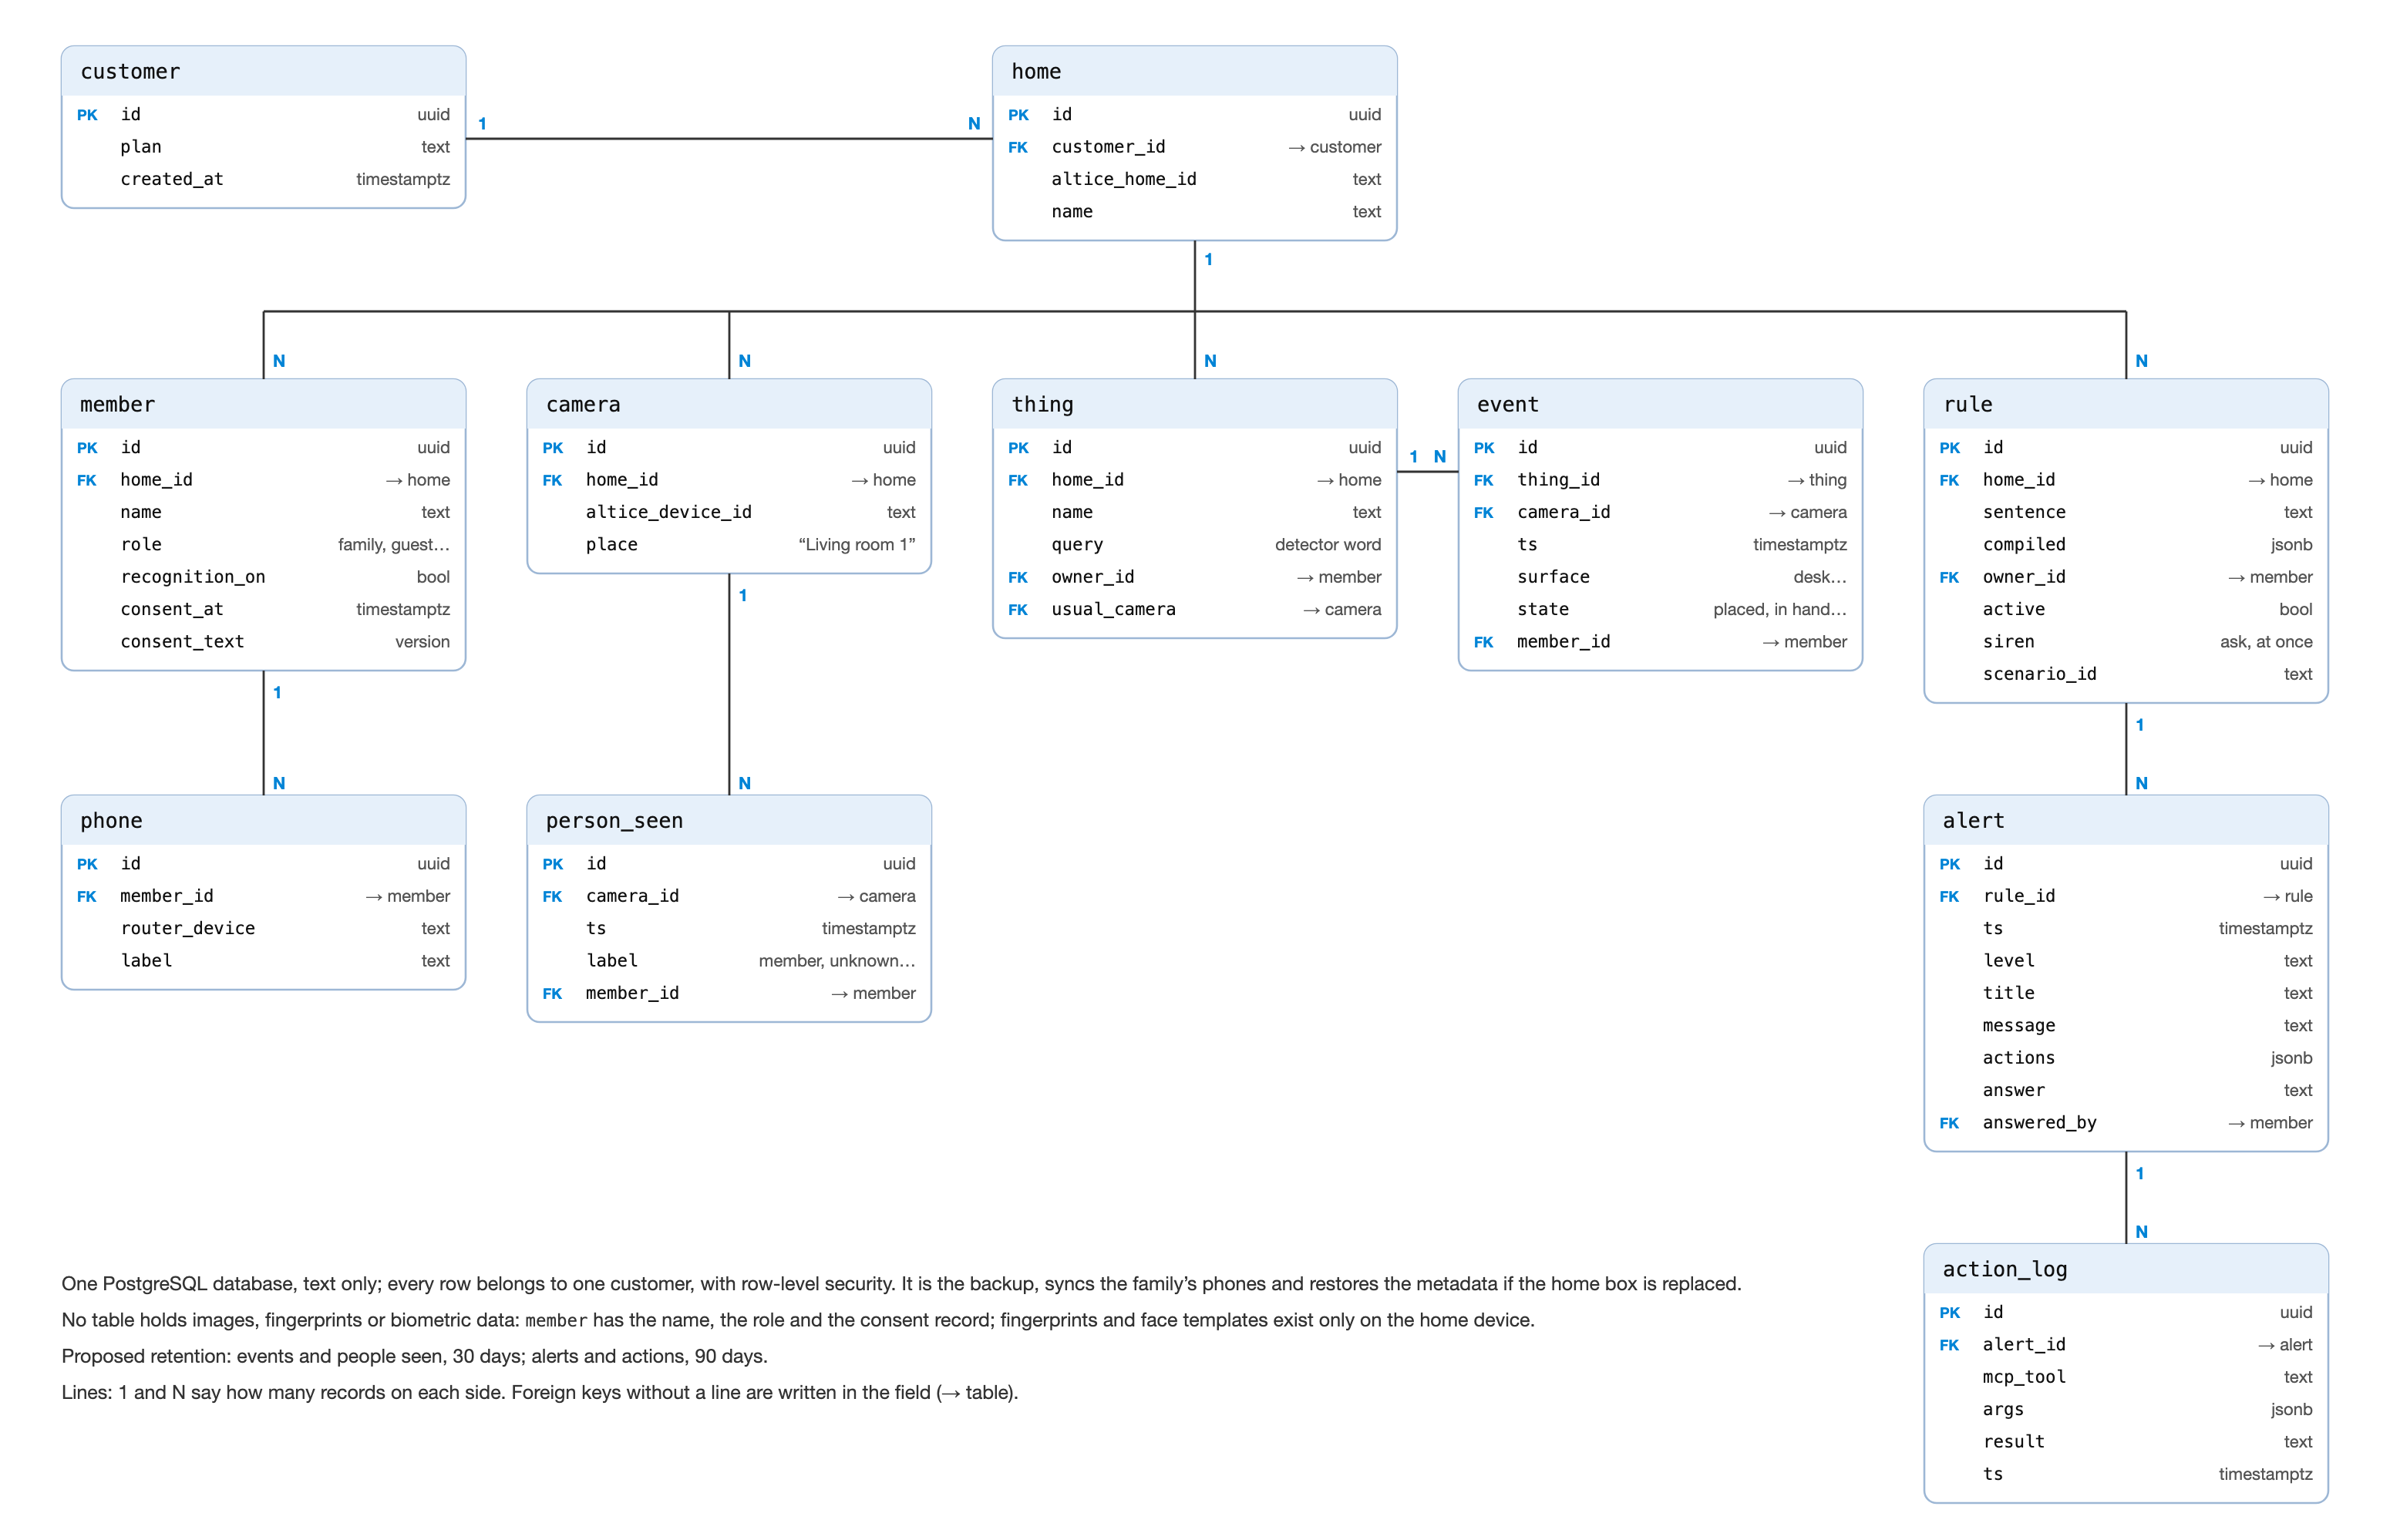 customer
PK id uuid
plan text
created_at timestamptz
1 N
home
PK id uuid
FK customer_id → customer
altice_home_id text
name text
1
N N N N
member
PK id uuid
FK home_id → home
name text
role family, guest…
recognition_on bool
consent_at timestamptz
consent_text version
1
N
camera
PK id uuid
FK home_id → home
altice_device_id text
place “Living room 1”
1
N
thing
PK id uuid
FK home_id → home
name text
query detector word
FK owner_id → member
FK usual_camera → camera
1 N
event
PK id uuid
FK thing_id → thing
FK camera_id → camera
ts timestamptz
surface desk…
state placed, in hand…
FK member_id → member
rule
PK id uuid
FK home_id → home
sentence text
compiled jsonb
FK owner_id → member
active bool
siren ask, at once
scenario_id text
1
N
phone
PK id uuid
FK member_id → member
router_device text
label text
person_seen
PK id uuid
FK camera_id → camera
ts timestamptz
label member, unknown…
FK member_id → member
alert
PK id uuid
FK rule_id → rule
ts timestamptz
level text
title text
message text
actions jsonb
answer text
FK answered_by → member
1
N
action_log
PK id uuid
FK alert_id → alert
mcp_tool text
args jsonb
result text
ts timestamptz
One PostgreSQL database, text only; every row belongs to one customer, with row-level security. It is the backup, syncs the family’s phones and restores the metadata if the home box is replaced.
No table holds images, fingerprints or biometric data: member has the name, the role and the consent record; fingerprints and face templates exist only on the home device.
Proposed retention: events and people seen, 30 days; alerts and actions, 90 days.
Lines: 1 and N say how many records on each side. Foreign keys without a line are written in the field (→ table).